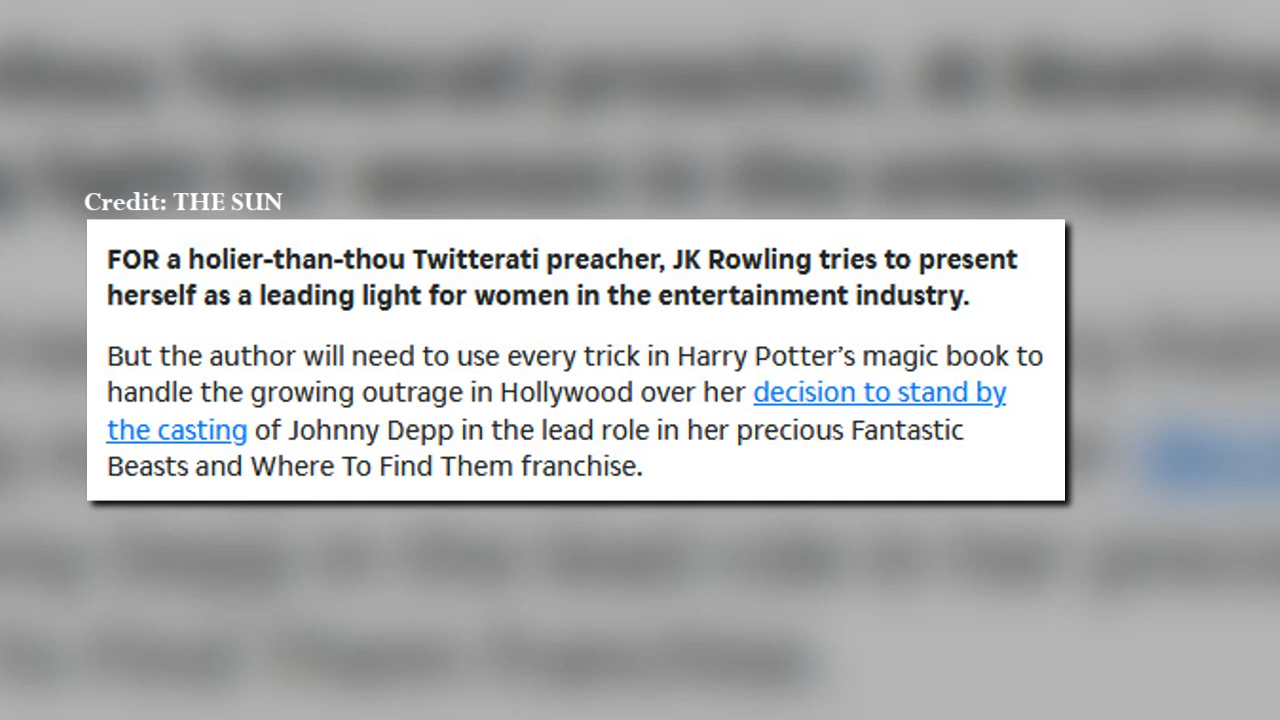 Credit: THE SUN
FOR a holier-than-thou Twitterati preacher, JK Rowling tries to present
herself as a leading light for women in the entertainment industry.
But the author will need to use every trick in Harry Potter’s magic book to
handle the growing outrage in Hollywood over her decision to stand by
the casting of Johnny Depp in the lead role in her precious Fantastic
Beasts and Where To Find Them franchise.